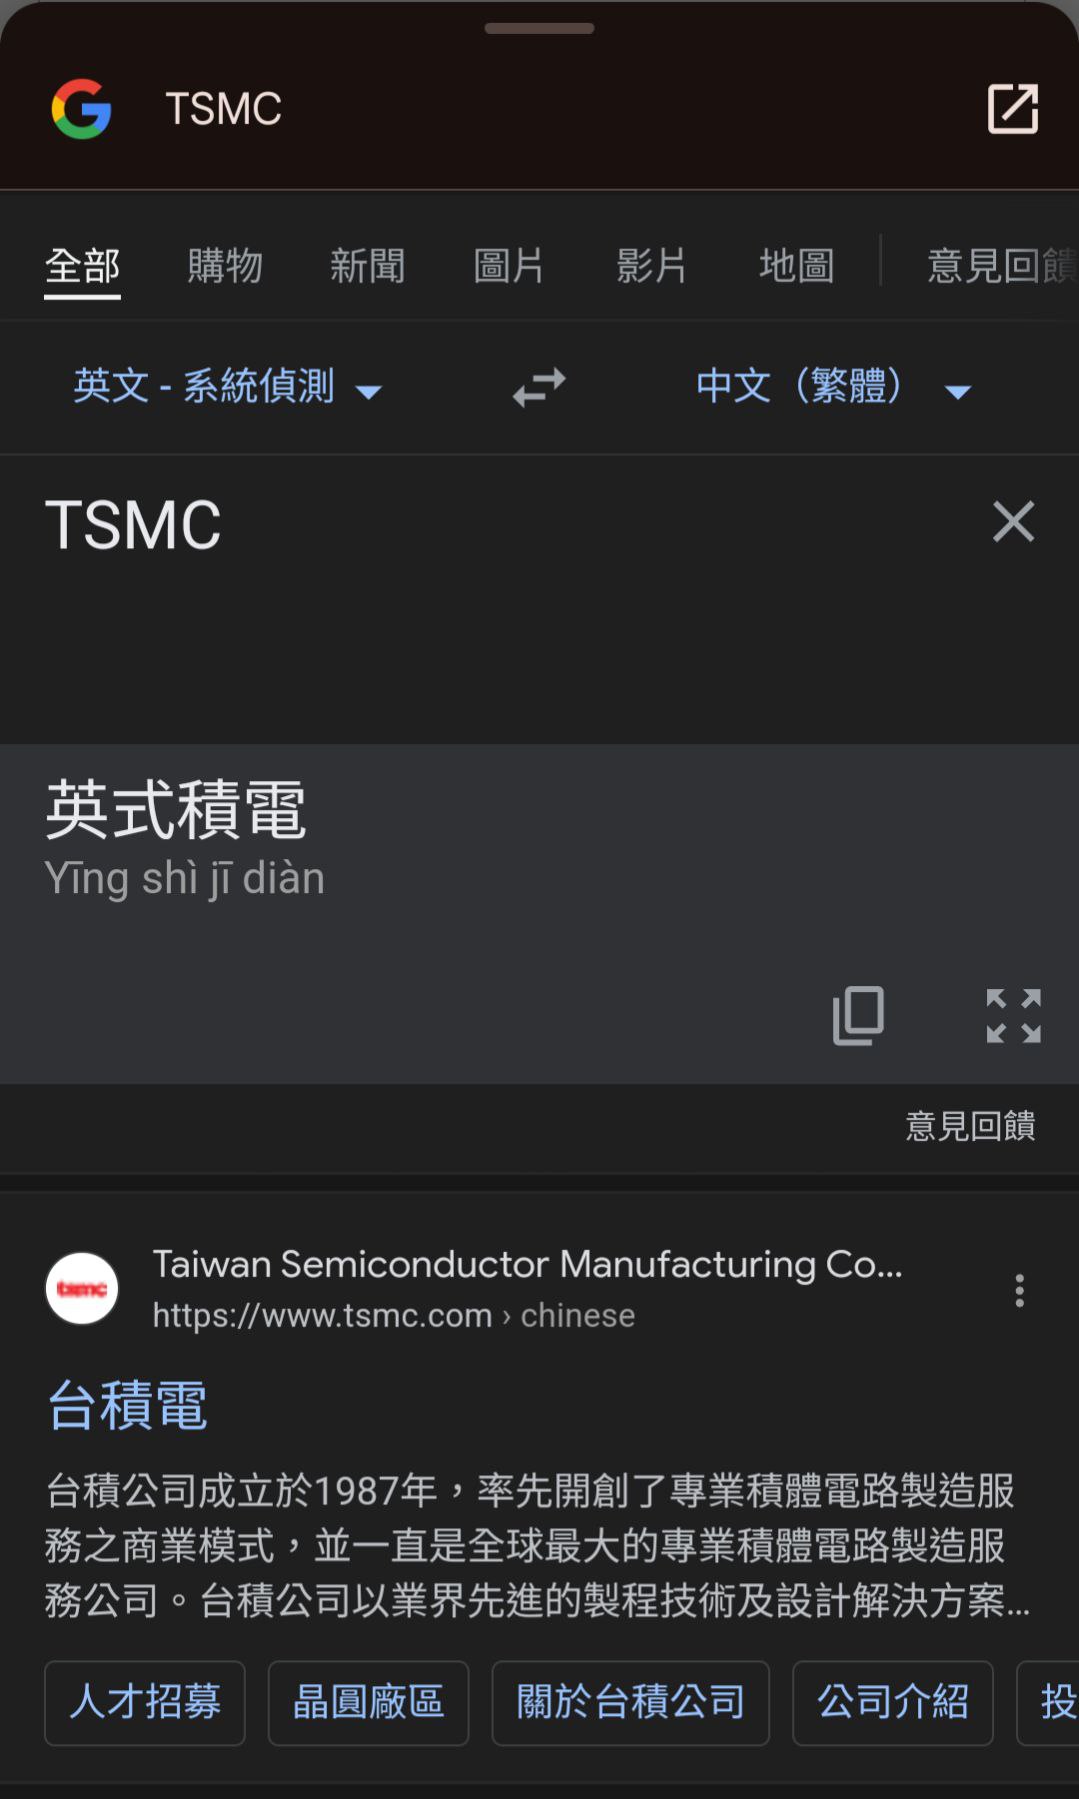 TSMC
全部 購物 新聞 圖片 影片 地圖 意見回饋
英文 - 系統偵測 中文（繁體）
TSMC
英式積電
Yīng shì jī diàn
意見回饋
tsmc
Taiwan Semiconductor Manufacturing Co...
https://www.tsmc.com › chinese
台積電
台積公司成立於1987年，率先開創了專業積體電路製造服
務之商業模式，並一直是全球最大的專業積體電路製造服
務公司。台積公司以業界先進的製程技術及設計解決方案...
人才招募 晶圓廠區 關於台積公司 公司介紹 投